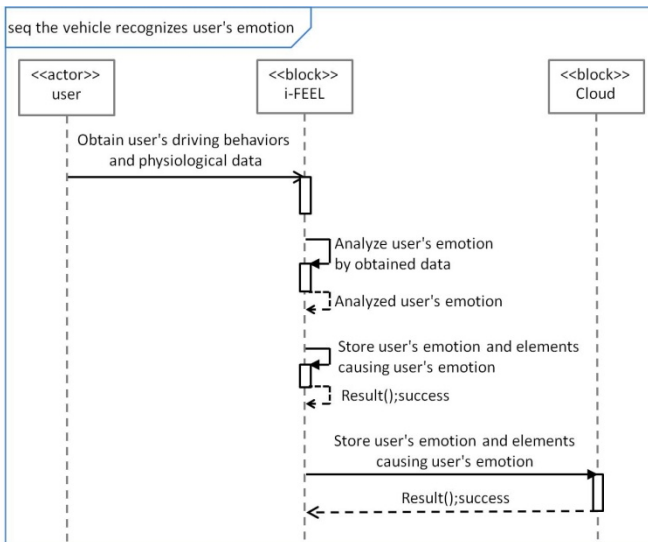 seq the vehicle recognizes user's emotion
<<actor>>
user
<<block>>
i-FEEL
<<block>>
Cloud
Obtain user's driving behaviors
and physiological data
Analyze user's emotion
by obtained data
Analyzed user's emotion
Store user's emotion and elements
causing user's emotion
Result();success
Store user's emotion and elements
causing user's emotion
Result();success